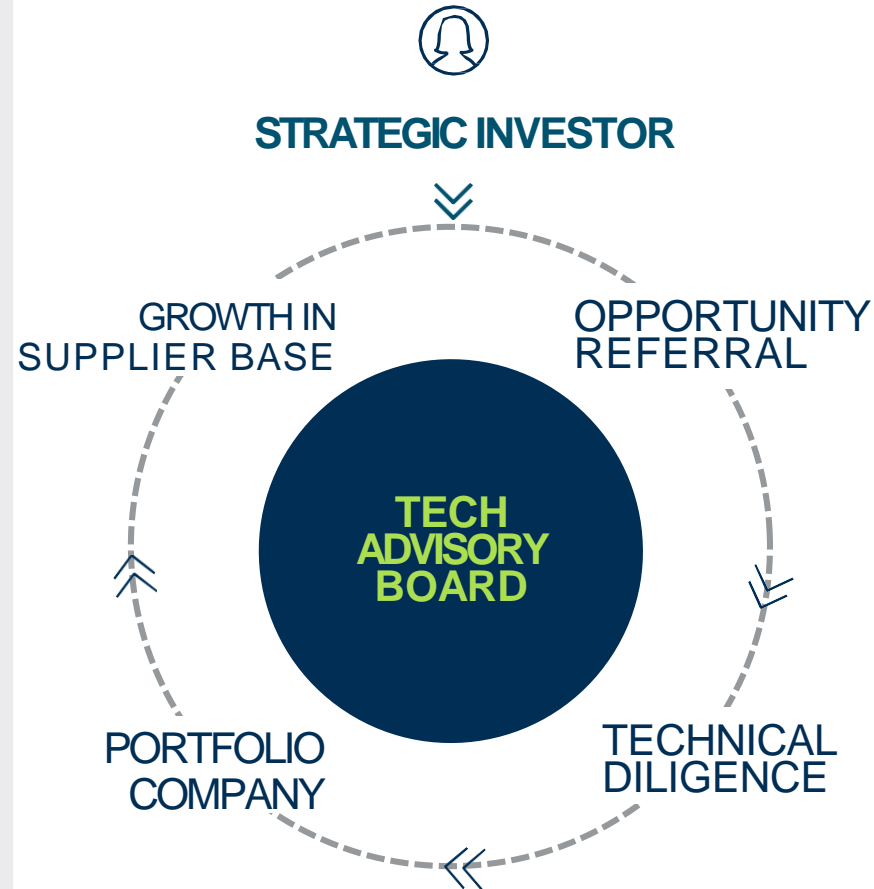 STRATEGIC INVESTOR
GROWTH IN
SUPPLIER BASE
OPPORTUNITY
REFERRAL
TECH
ADVISORY
BOARD
PORTFOLIO
COMPANY
TECHNICAL
DILIGENCE